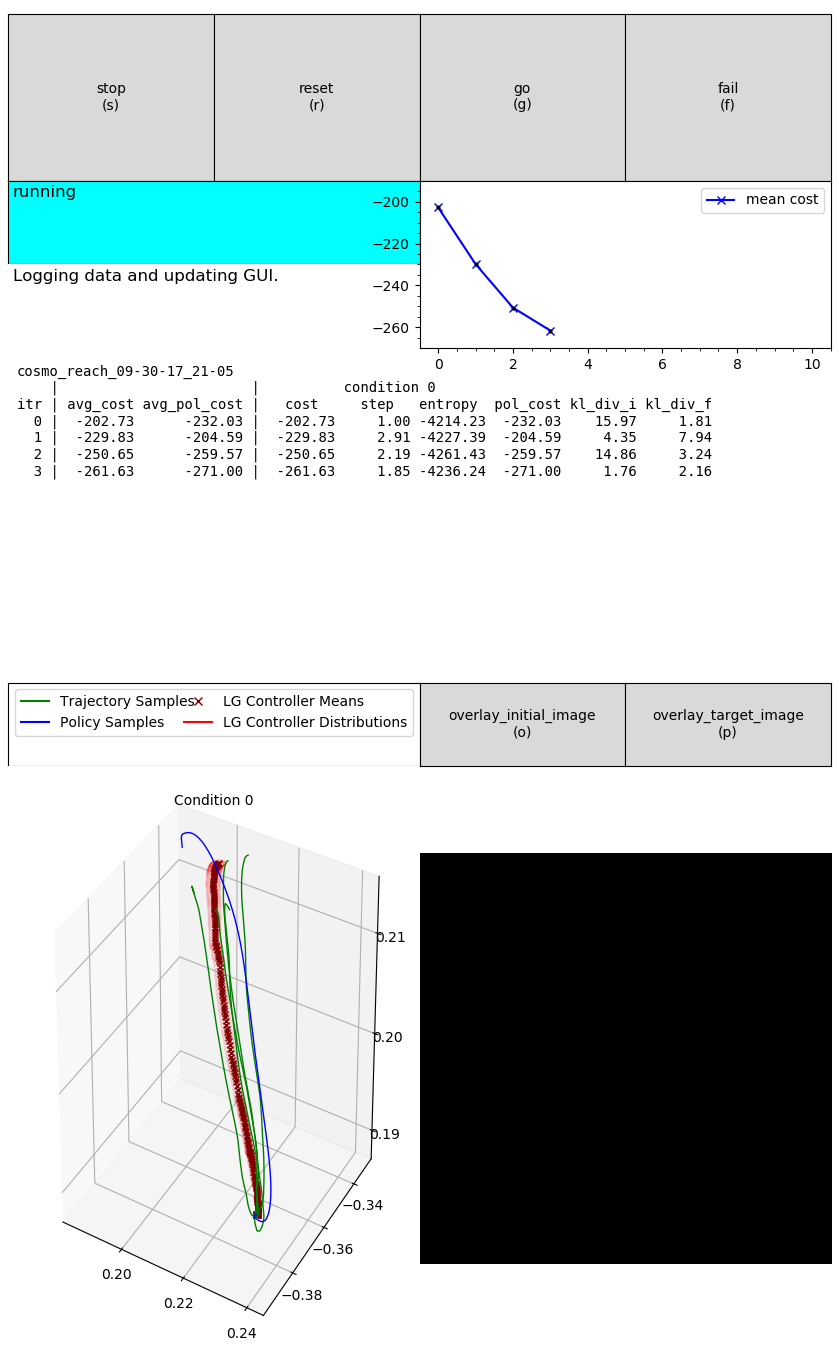 stop
(s)
reset
(r)
go
(g)
fail
(f)
running
Logging data and updating GUI.
−200
−220
−240
−260
mean cost
0 2 4 6 8 10
cosmo_reach_09-30-17_21-05
| | condition 0
itr | avg_cost avg_pol_cost | cost step entropy pol_cost kl_div_i kl_div_f
0 | -202.73 -232.03 | -202.73 1.00 -4214.23 -232.03 15.97 1.81
1 | -229.83 -204.59 | -229.83 2.91 -4227.39 -204.59 4.35 7.94
2 | -250.65 -259.57 | -250.65 2.19 -4261.43 -259.57 14.86 3.24
3 | -261.63 -271.00 | -261.63 1.85 -4236.24 -271.00 1.76 2.16
Trajectory Samples
Policy Samples
LG Controller Means
LG Controller Distributions
overlay_initial_image
(o)
overlay_target_image
(p)
Condition 0
0.21
0.20
0.19
−0.34
−0.36
−0.38
0.20
0.22
0.24